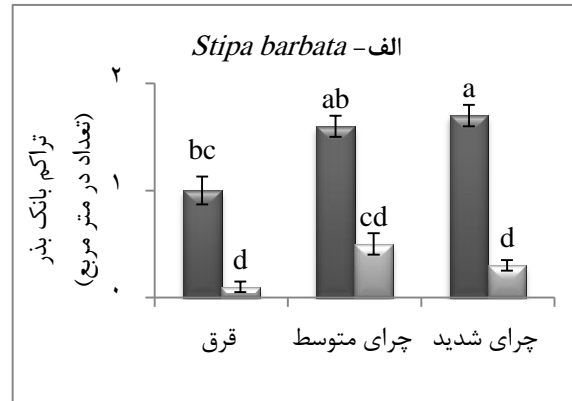 الف- Stipa barbata
تراکم بانک بذر
(تعداد در متر مربع)
۲
۱
۰
bc
d
ab
cd
a
d
قرق
چرای متوسط
چرای شدید